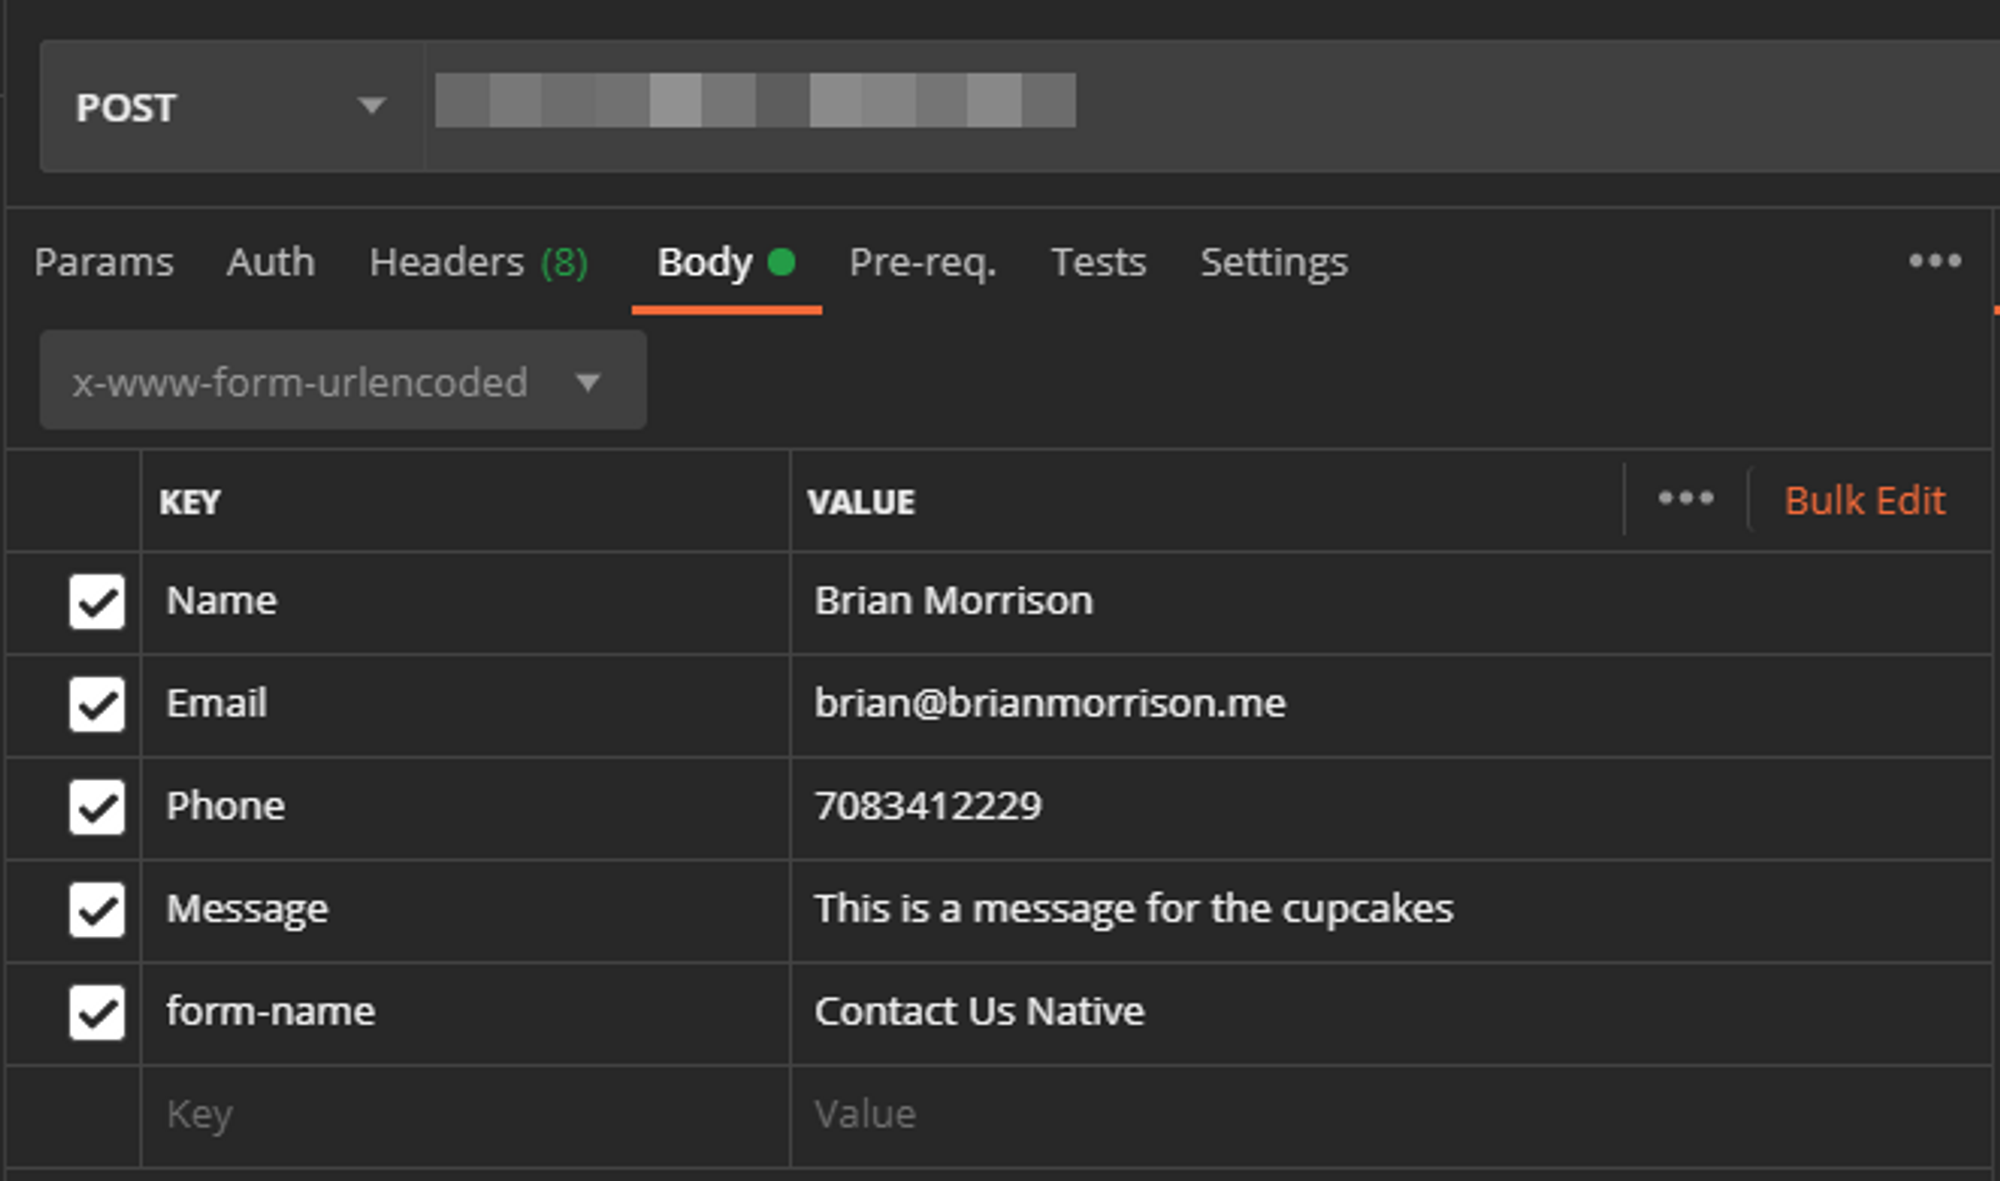 POST
Params Auth Headers (8) Body Pre-req. Tests Settings
x-www-form-urlencoded
KEY VALUE Bulk Edit
Name Brian Morrison
Email brian@brianmorrison.me
Phone 7083412229
Message This is a message for the cupcakes
form-name Contact Us Native
Key Value